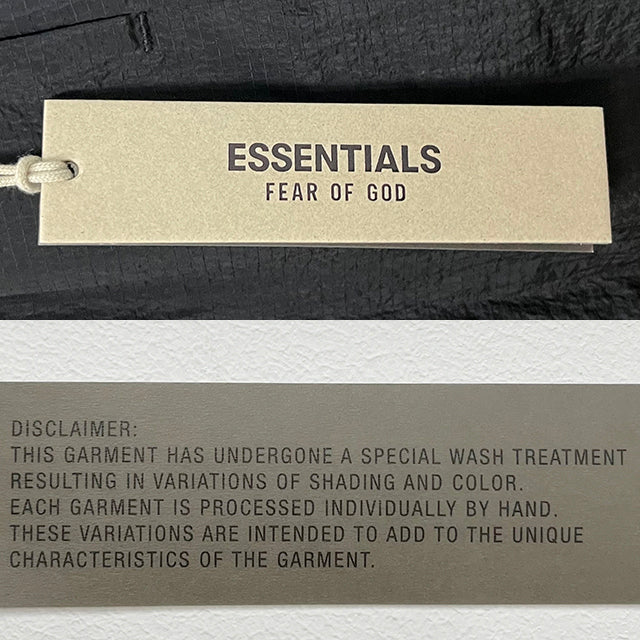 ESSENTIALS
FEAR OF GOD
DISCLAIMER:
THIS GARMENT HAS UNDERGONE A SPECIAL WASH TREATMENT
RESULTING IN VARIATIONS OF SHADING AND COLOR.
EACH GARMENT IS PROCESSED INDIVIDUALLY BY HAND.
THESE VARIATIONS ARE INTENDED TO ADD TO THE UNIQUE
CHARACTERISTICS OF THE GARMENT.